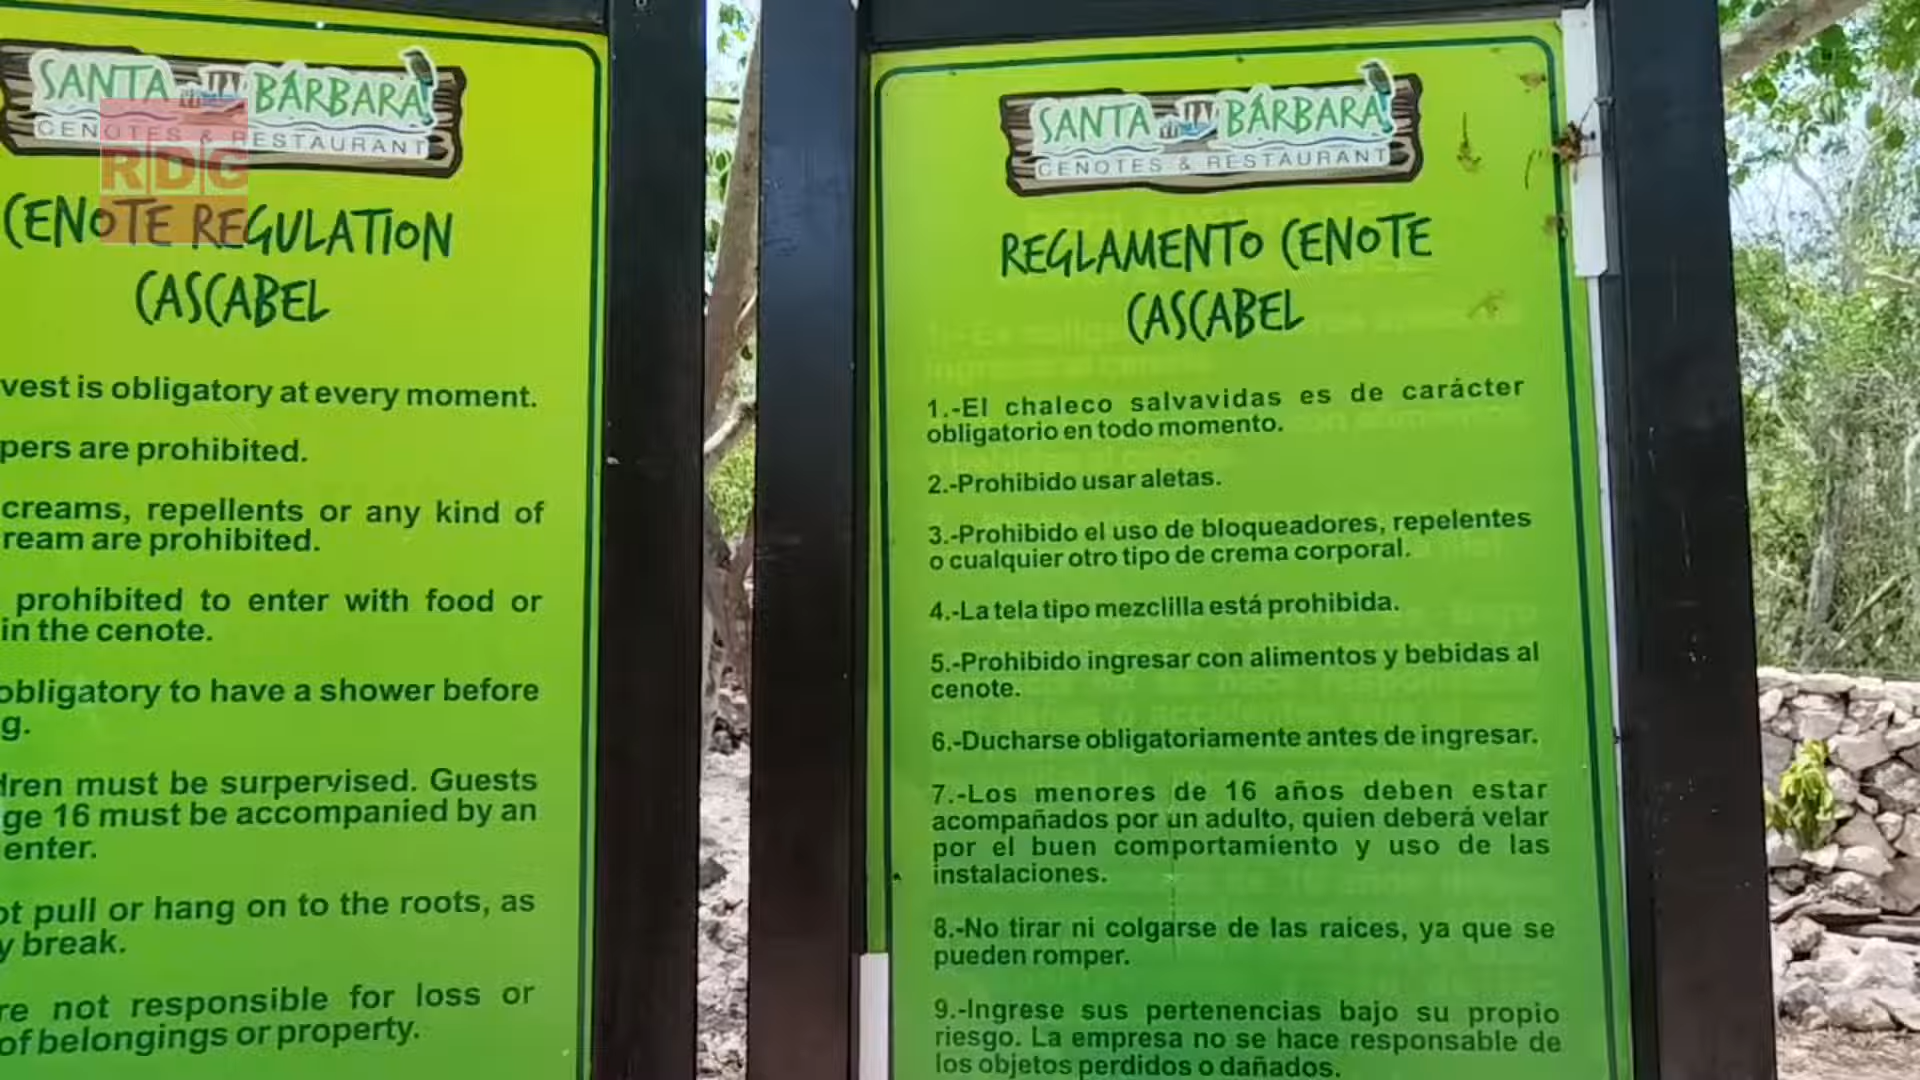 SANTA BÁRBARA
CENOTES & RESTAURANT
RDG
CENOTE REGULATION
CASCABEL
vest is obligatory at every moment.
pers are prohibited.
creams, repellents or any kind of
ream are prohibited.
prohibited to enter with food or
in the cenote.
obligatory to have a shower before
g.
dren must be surpervised. Guests
ge 16 must be accompanied by an
enter.
ot pull or hang on to the roots, as
y break.
re not responsible for loss or
of belongings or property.
SANTA BÁRBARA
CENOTES & RESTAURANT
REGLAMENTO CENOTE
CASCABEL
1.-El chaleco salvavidas es de carácter
obligatorio en todo momento.
2.-Prohibido usar aletas.
3.-Prohibido el uso de bloqueadores, repelentes
o cualquier otro tipo de crema corporal.
4.-La tela tipo mezclilla está prohibida.
5.-Prohibido ingresar con alimentos y bebidas al
cenote.
6.-Ducharse obligatoriamente antes de ingresar.
7.-Los menores de 16 años deben estar
acompañados por un adulto, quien deberá velar
por el buen comportamiento y uso de las
instalaciones.
8.-No tirar ni colgarse de las raices, ya que se
pueden romper.
9.-Ingrese sus pertenencias bajo su propio
riesgo. La empresa no se hace responsable de
los objetos perdidos o dañados.